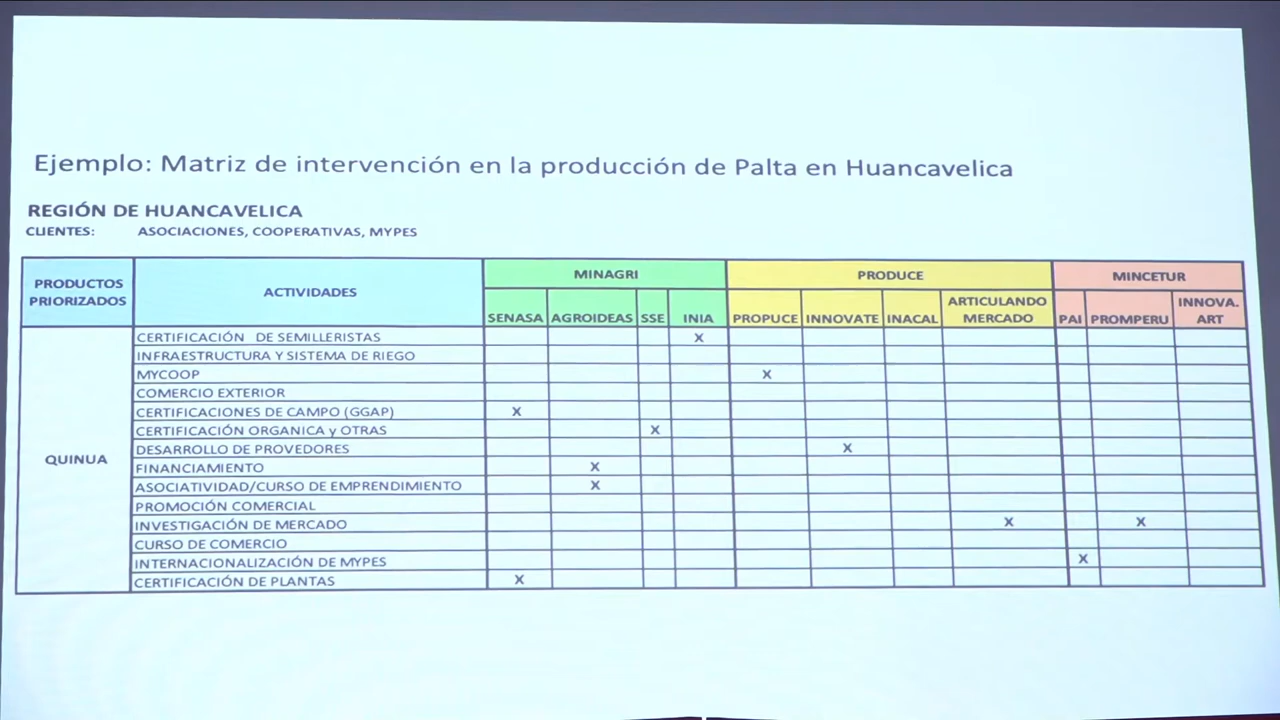 Ejemplo: Matriz de intervención en la producción de Palta en Huancavelica
REGIÓN DE HUANCAVELICA
CLIENTES: ASOCIACIONES, COOPERATIVAS, MYPES
PRODUCTOS PRIORIZADOS ACTIVIDADES MINAGRI PRODUCE MINCETUR
SENASA AGROIDEAS SSE INIA PROPUCE INNOVATE INACAL ARTICULANDO MERCADO PAI PROMPERU INNOVA. ART
QUINUA
CERTIFICACIÓN DE SEMILLERISTAS X
INFRAESTRUCTURA Y SISTEMA DE RIEGO
MYCOOP X
COMERCIO EXTERIOR
CERTIFICACIONES DE CAMPO (GGAP) X
CERTIFICACIÓN ORGANICA y OTRAS X
DESARROLLO DE PROVEDORES X
FINANCIAMIENTO X
ASOCIATIVIDAD/CURSO DE EMPRENDIMIENTO X
PROMOCIÓN COMERCIAL
INVESTIGACIÓN DE MERCADO X X
CURSO DE COMERCIO
INTERNACIONALIZACIÓN DE MYPES X
CERTIFICACIÓN DE PLANTAS X